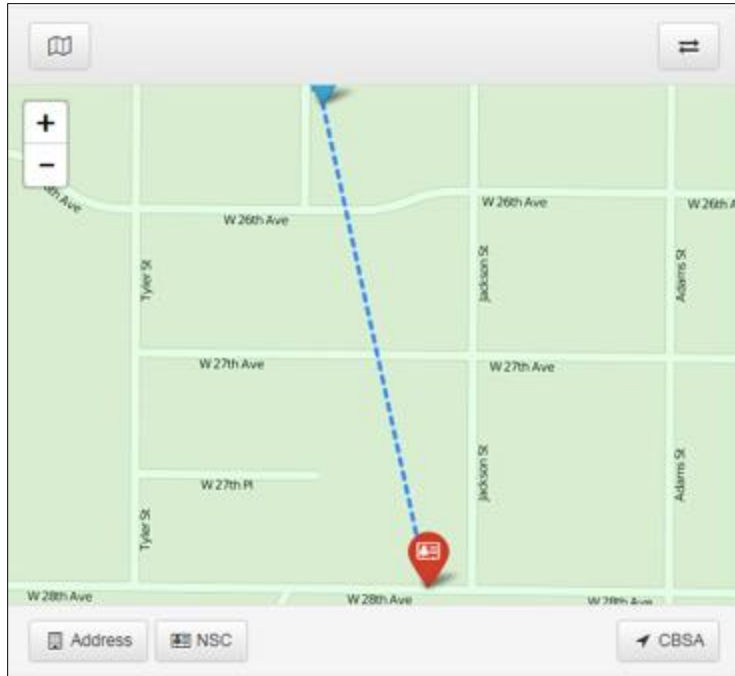 +
−
W 26th Ave
W 26th Ave
W 26th A
Tyler St
Jackson St
Adams St
W 27th Ave
W 27th Ave
Jackson St
Adams St
W 27th Pl
Tyler St
W 28th Ave
W 28th Ave
W 28th Ave
Address
NSC
CBSA